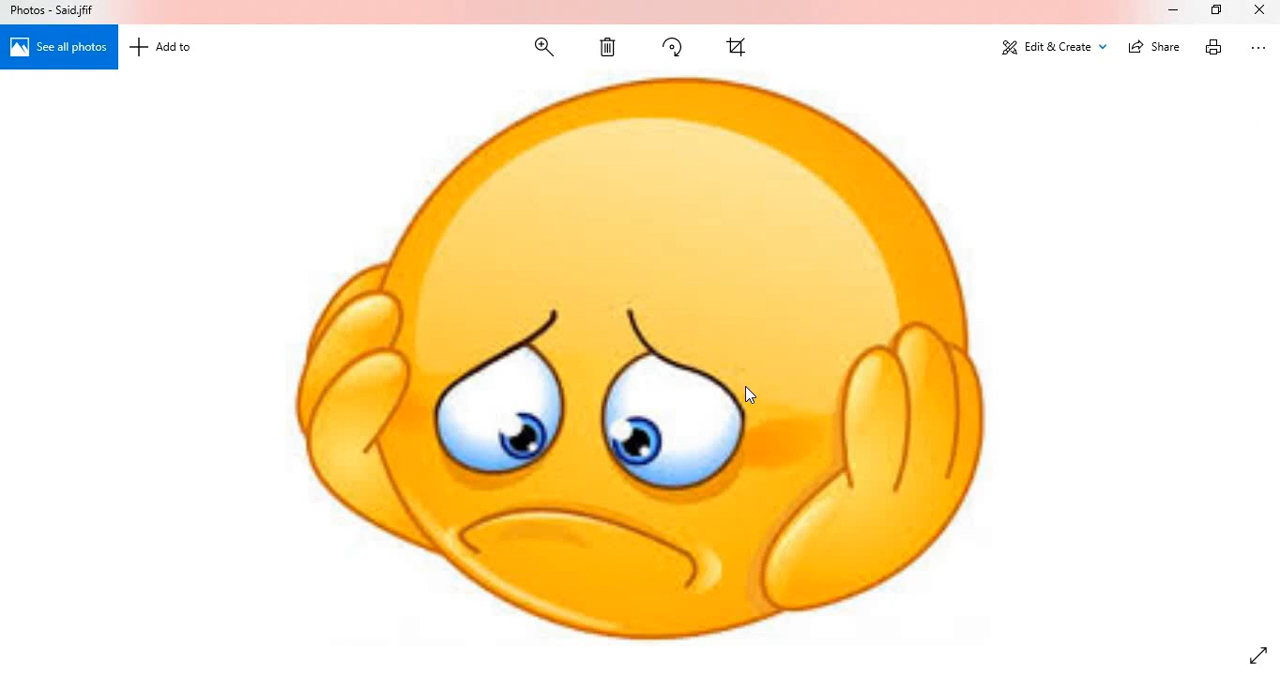 Photos - Said.jfif
See all photos
Add to
Edit & Create
Share